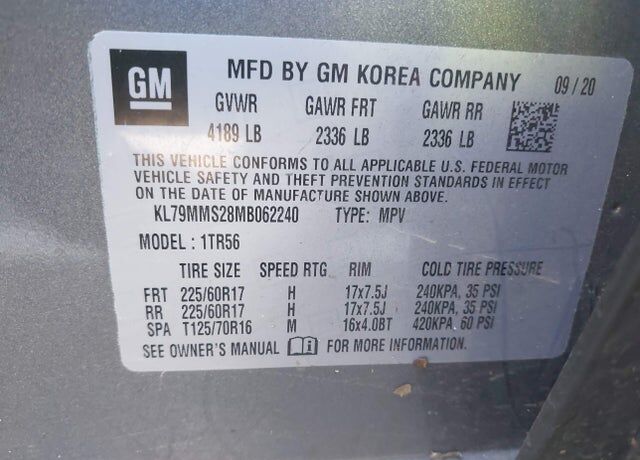 GM MFD BY GM KOREA COMPANY 09 / 20
GVWR GAWR FRT GAWR RR
4189 LB 2336 LB 2336 LB
THIS VEHICLE CONFORMS TO ALL APPLICABLE U.S. FEDERAL MOTOR
VEHICLE SAFETY AND THEFT PREVENTION STANDARDS IN EFFECT
ON THE DATE OF MANUFACTURE SHOWN ABOVE.
KL79MMS28MB062240 TYPE: MPV
MODEL : 1TR56
TIRE SIZE SPEED RTG RIM COLD TIRE PRESSURE
FRT 225/60R17 H 17x7.5J 240KPA, 35 PSI
RR 225/60R17 H 17x7.5J 240KPA, 35 PSI
SPA T125/70R16 M 16x4.0BT 420KPA, 60 PSI
SEE OWNER'S MANUAL FOR MORE INFORMATION.